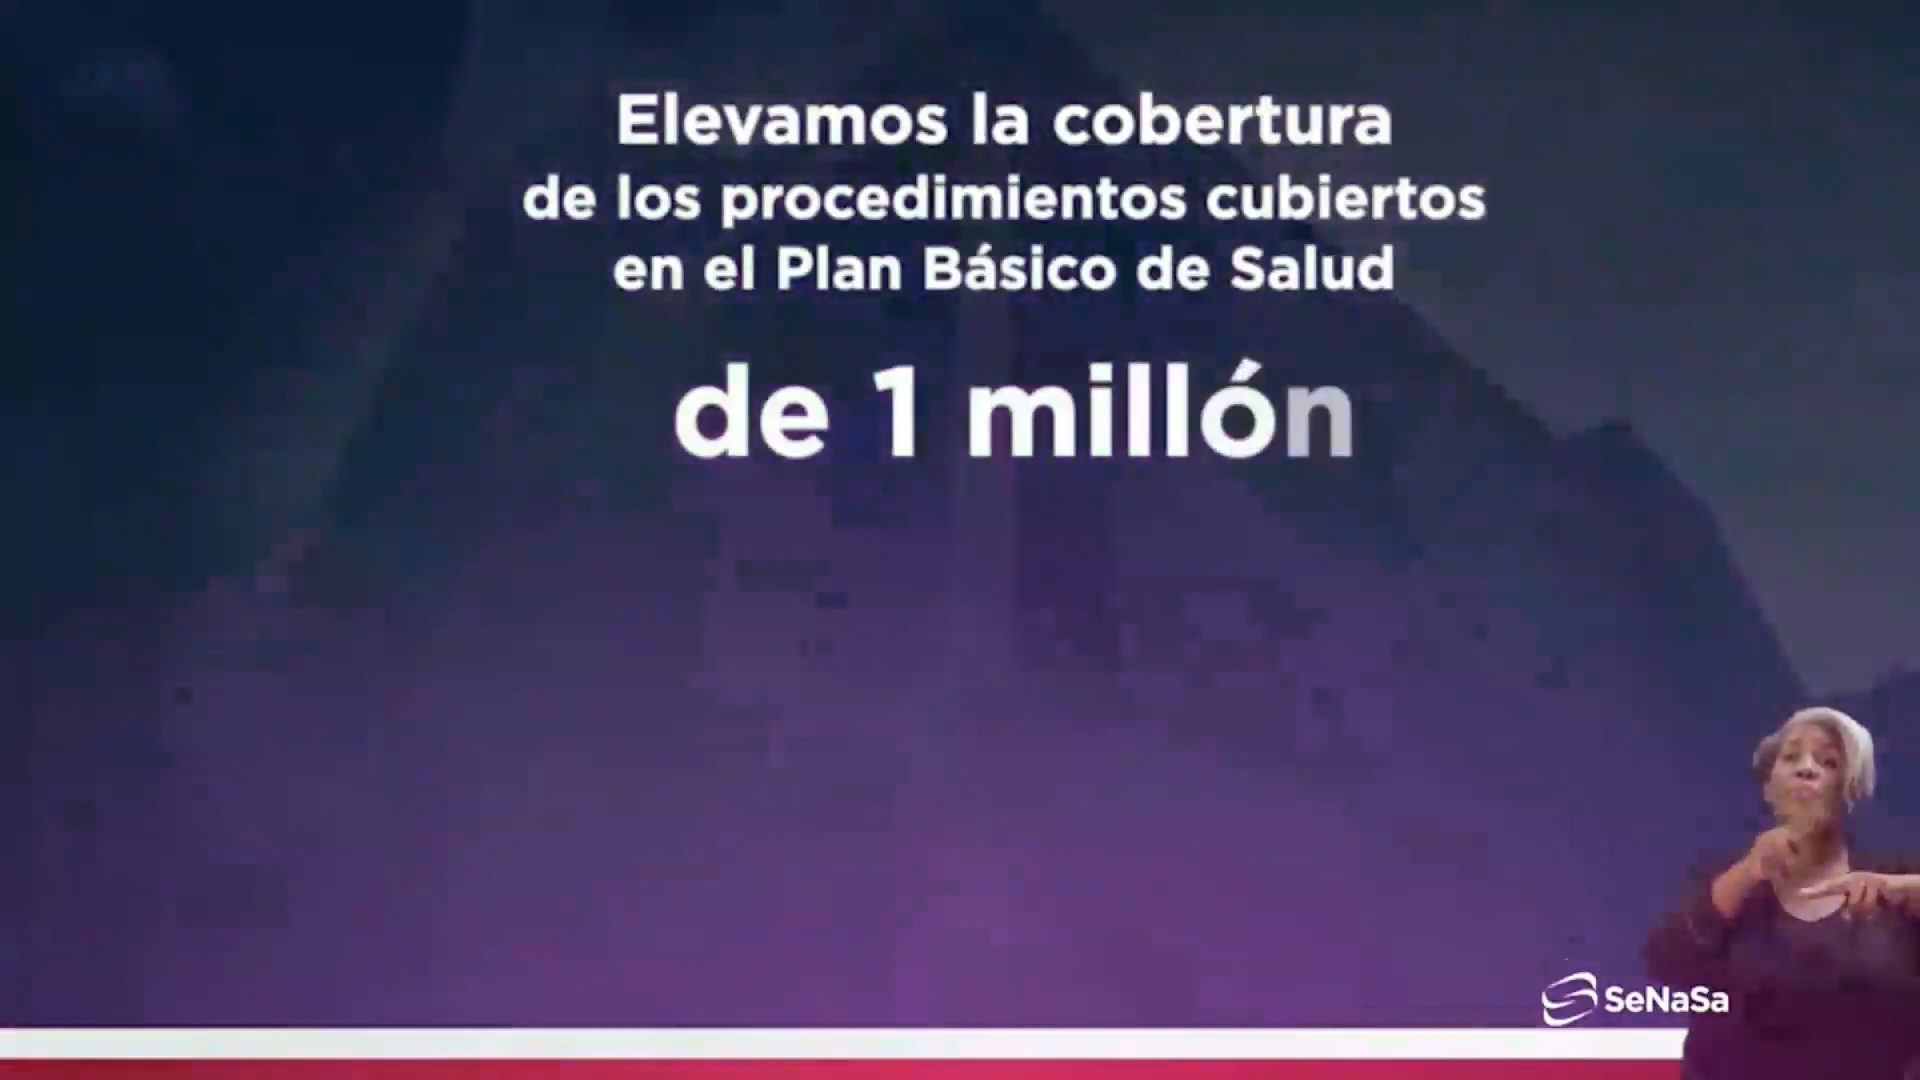 Elevamos la cobertura
de los procedimientos cubiertos
en el Plan Básico de Salud
de 1 millón
SeNaSa